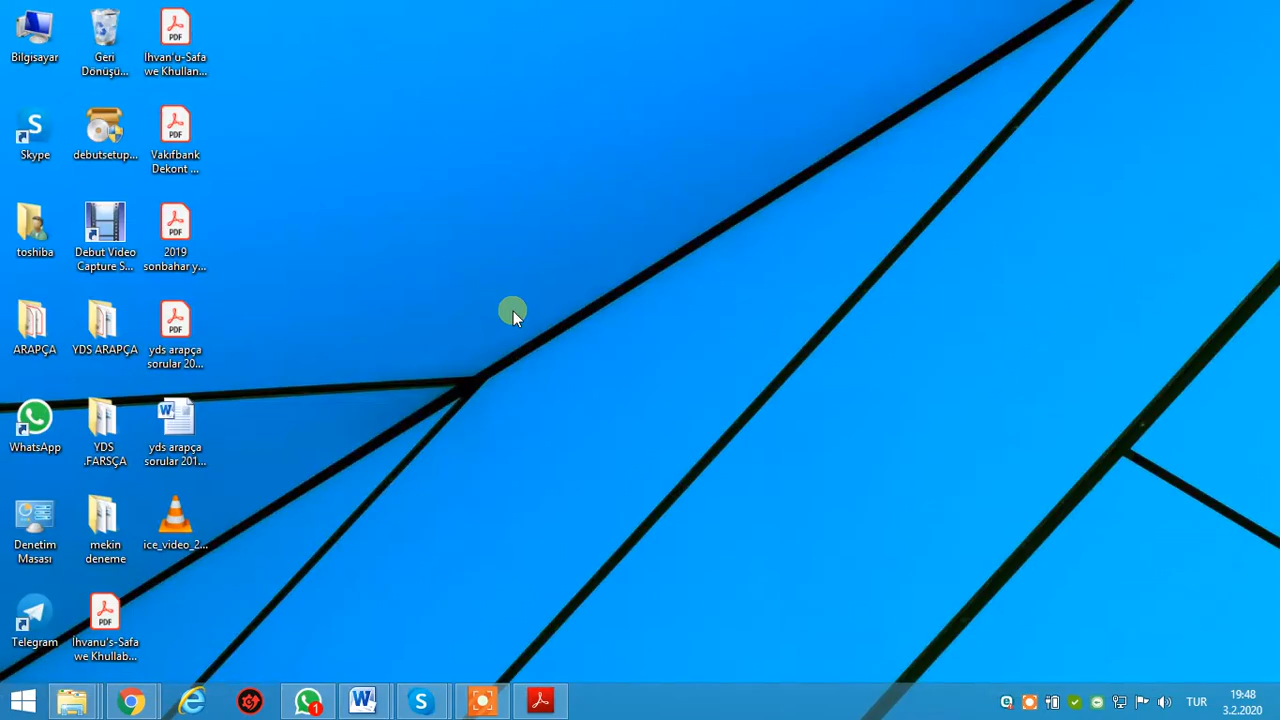 Bilgisayar
Geri
Dönüşü...
Ihvan'u-Safa
we Khullan...
Skype
debutsetup...
Vakıfbank
Dekont ...
toshiba
Debut Video
Capture S...
2019
sonbahar y...
ARAPÇA
YDS ARAPÇA
yds arapça
sorular 20...
WhatsApp
YDS
.FARSÇA
yds arapça
sorular 201...
Denetim
Masası
mekin
deneme
ice_video_2...
Telegram
Ihvanu's-Safa
we Khullab...
TUR
19:48
3.2.2020